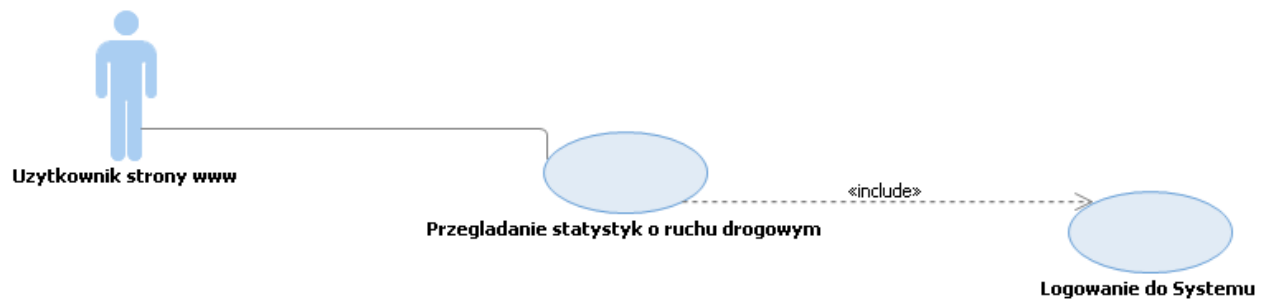 Uzytkownik strony www
«include»
Przegladanie statystyk o ruchu drogowym
Logowanie do Systemu